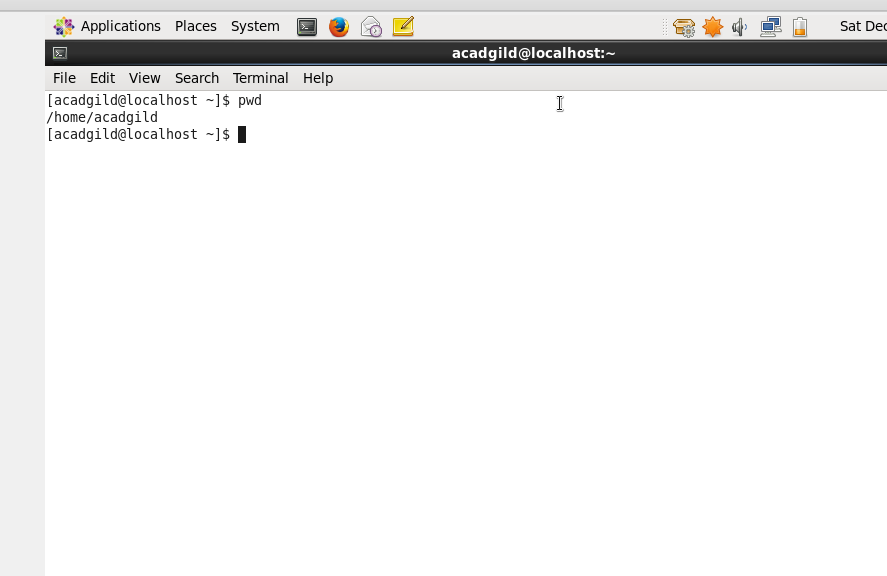 Applications Places System Sat Dec
acadgild@localhost:~
File Edit View Search Terminal Help
[acadgild@localhost ~]$ pwd
/home/acadgild
[acadgild@localhost ~]$